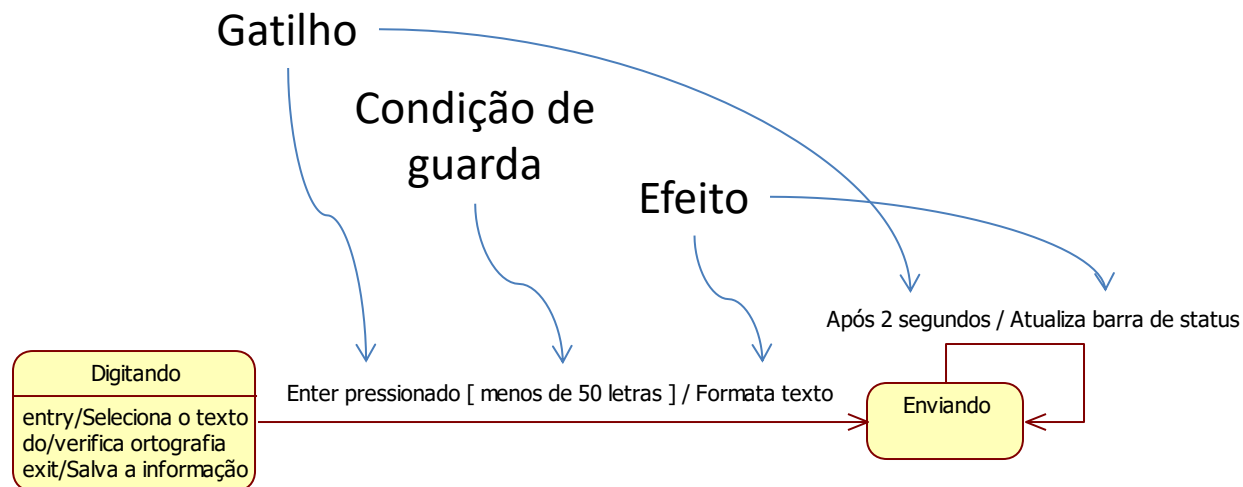 Gatilho
Condição de
guarda
Efeito
Após 2 segundos / Atualiza barra de status
Digitando
entry/Seleciona o texto
do/verifica ortografia
exit/Salva a informação
Enter pressionado [ menos de 50 letras ] / Formata texto
Enviando